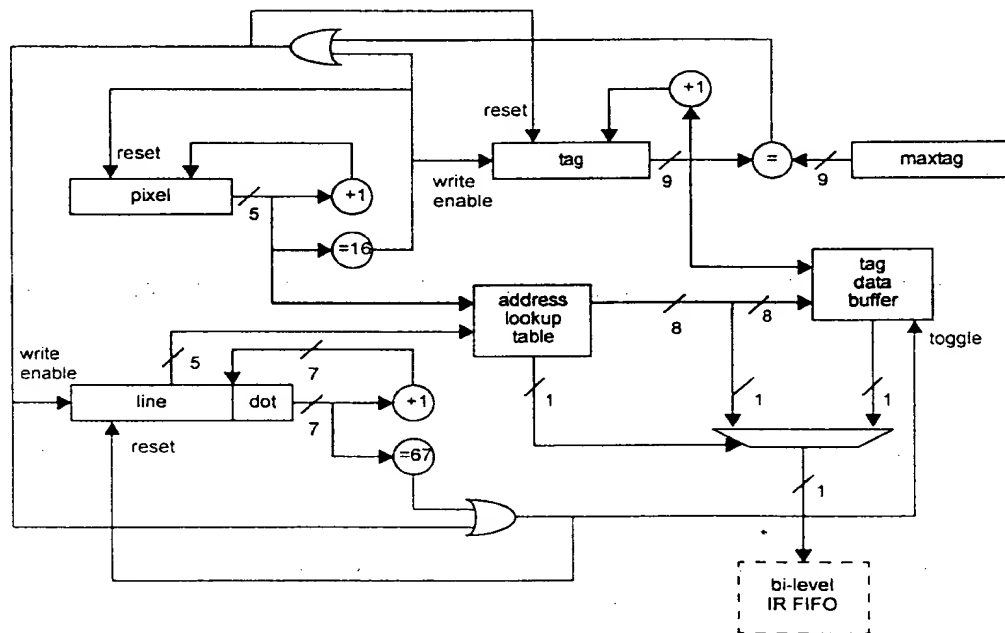 reset
+1
reset
tag
=
maxtag
9
9
write
enable
pixel
5
+1
=16
tag
data
buffer
toggle
address
lookup
table
8
8
write
enable
5
7
line
dot
7
+1
1
1
1
reset
=67
1
bi-level
IR FIFO